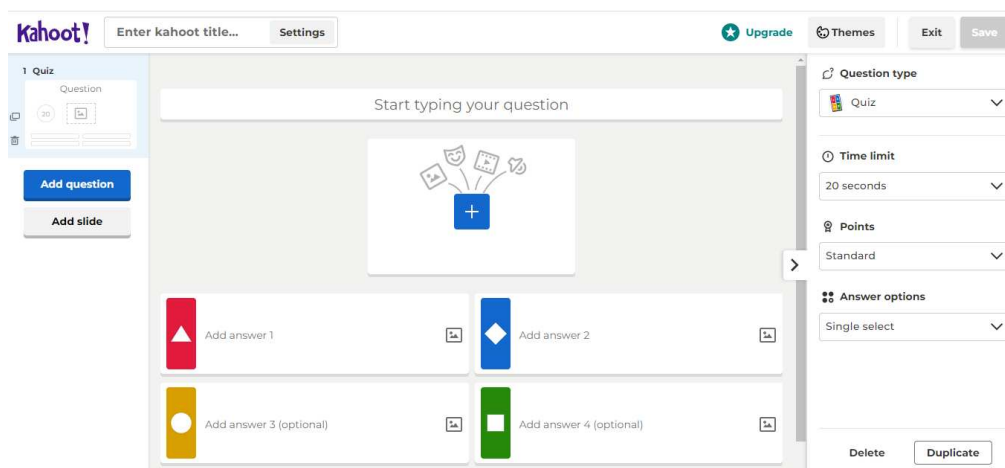 Kahoot!
Enter kahoot title...
Settings
Upgrade
Themes
Exit
Save
1 Quiz
Question
20
Add question
Add slide
Start typing your question
Add answer 1
Add answer 2
Add answer 3 (optional)
Add answer 4 (optional)
Question type
Quiz
Time limit
20 seconds
Points
Standard
Answer options
Single select
Delete
Duplicate